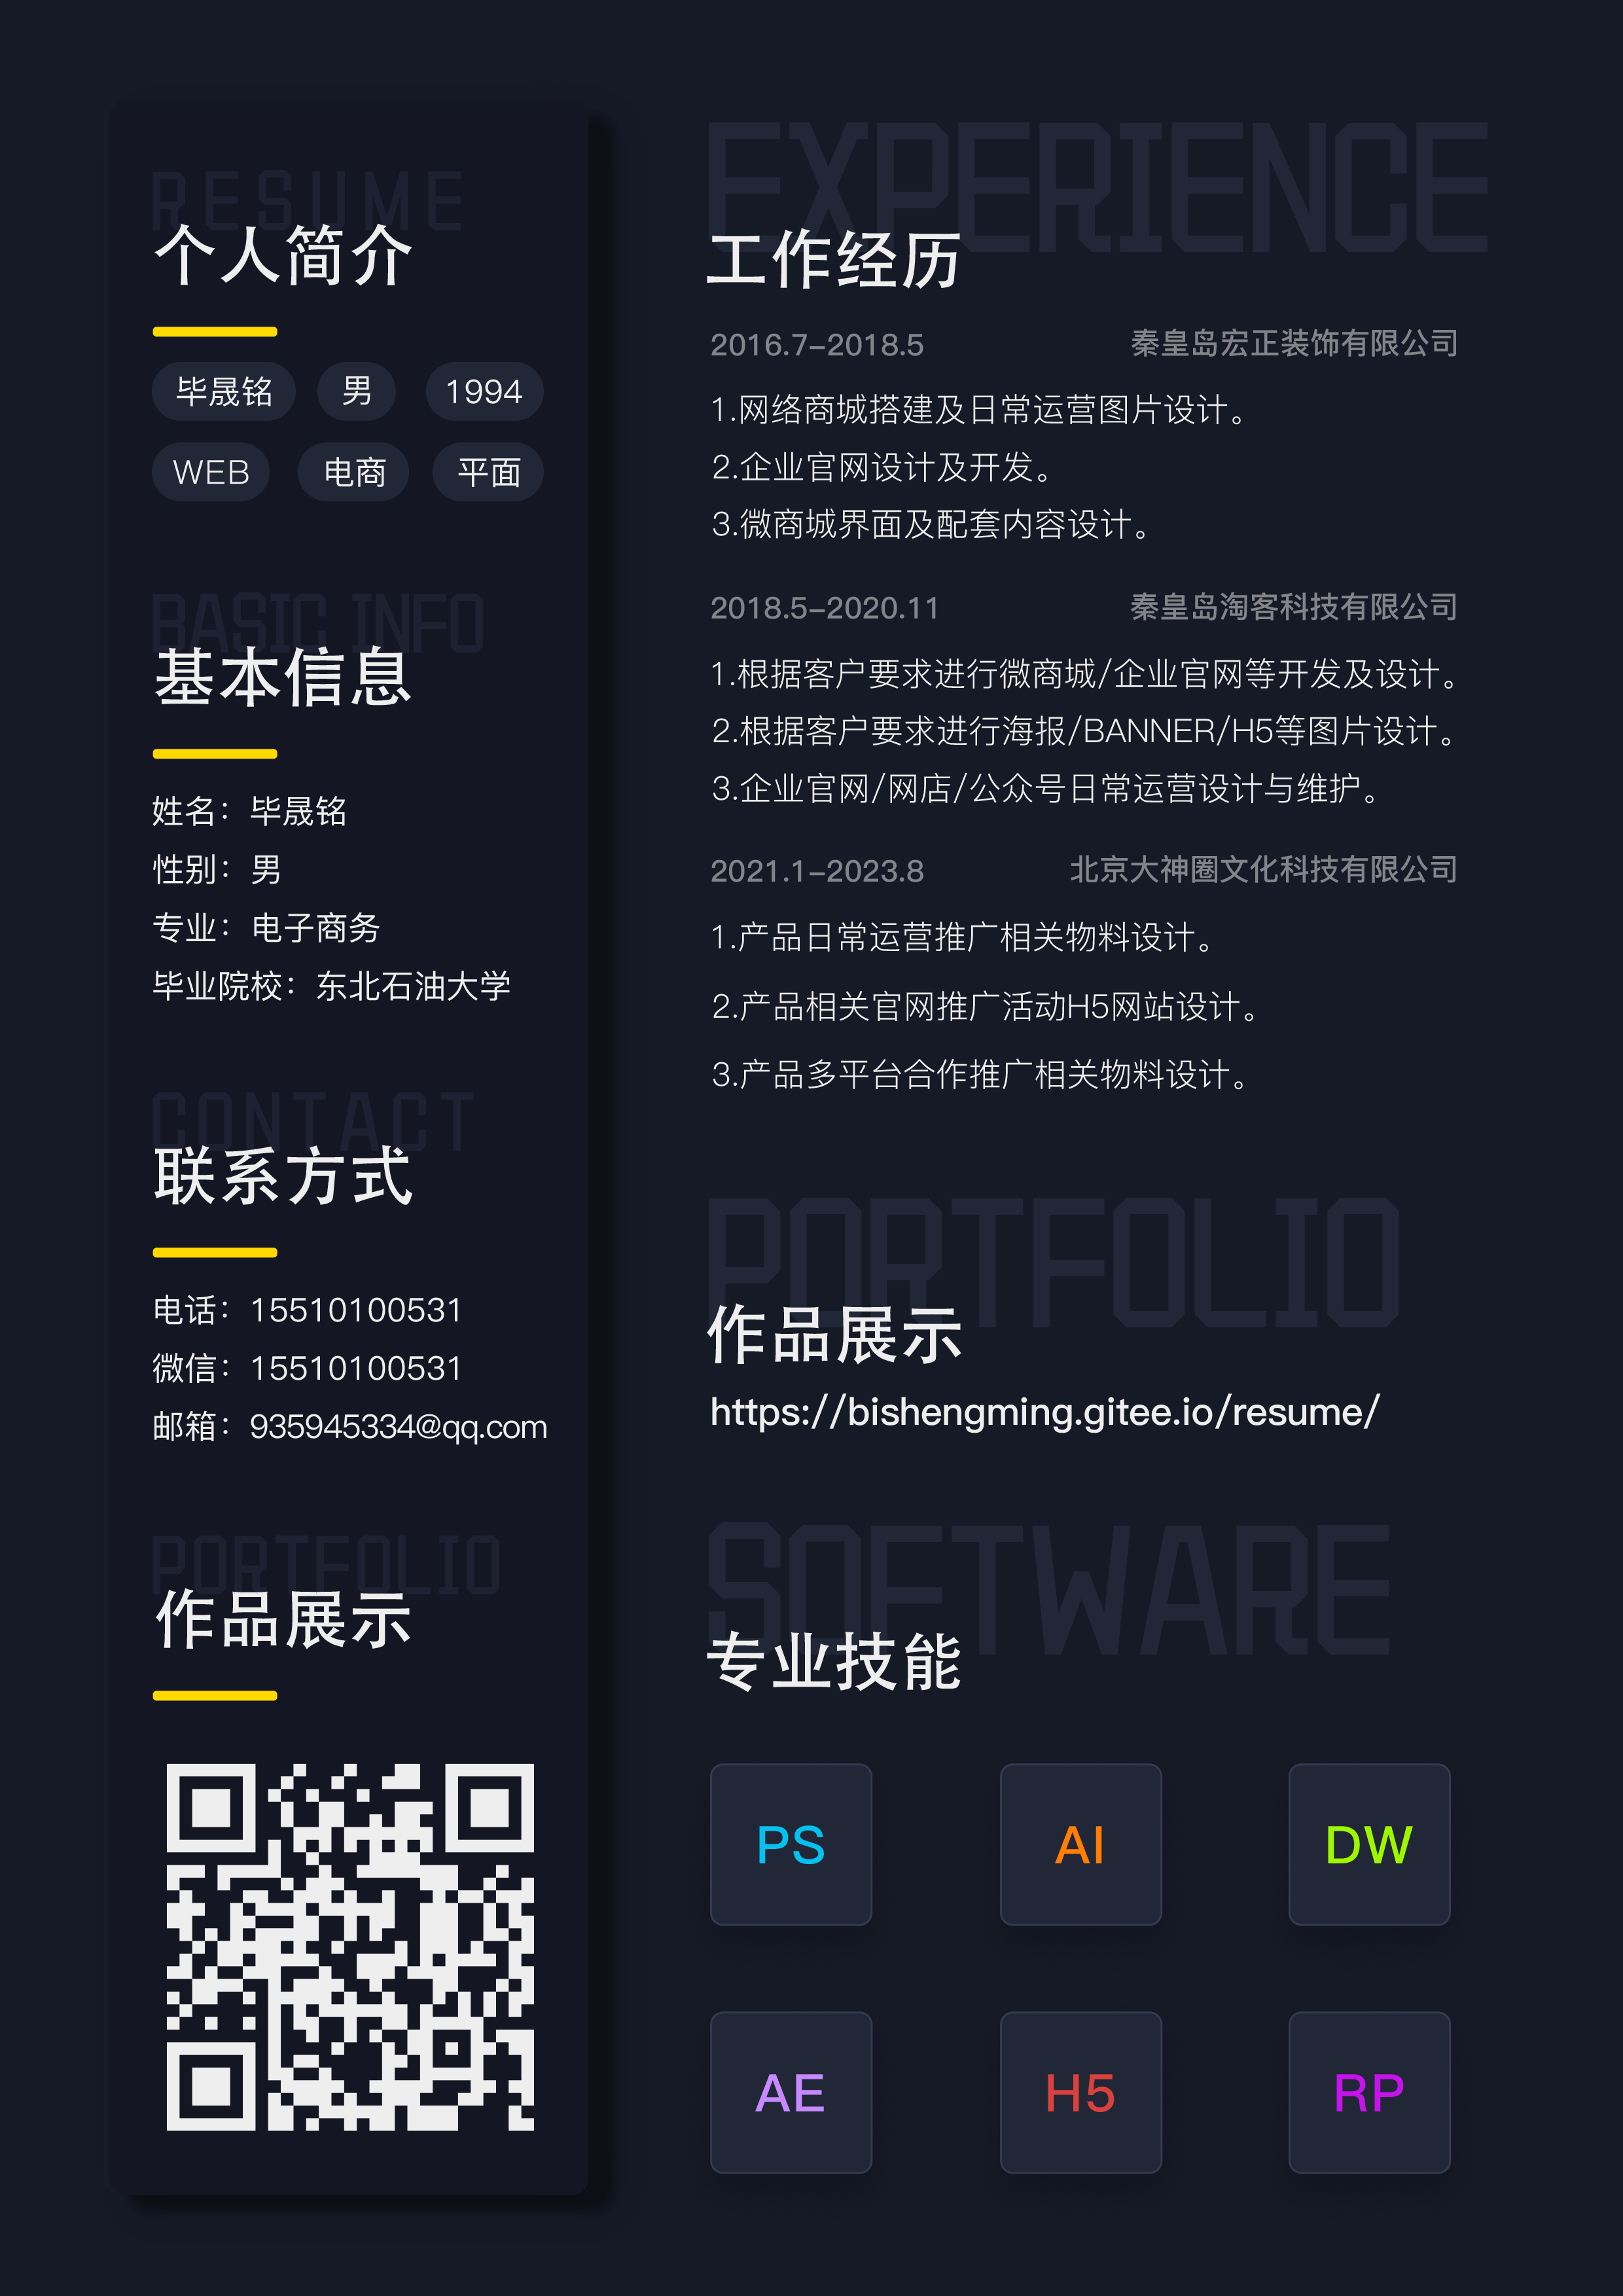 RESUME
个人简介
毕晟铭 男 1994
WEB 电商 平面
BASIC INFO
基本信息
姓名：毕晟铭
性别：男
专业：电子商务
毕业院校：东北石油大学
CONTACT
联系方式
电话：15510100531
微信：15510100531
邮箱：935945334@qq.com
PORTFOLIO
作品展示
EXPERIENCE
工作经历
2016.7–2018.5 秦皇岛宏正装饰有限公司
1.网络商城搭建及日常运营图片设计。
2.企业官网设计及开发。
3.微商城界面及配套内容设计。
2018.5–2020.11 秦皇岛淘客科技有限公司
1.根据客户要求进行微商城/企业官网等开发及设计。
2.根据客户要求进行海报/BANNER/H5等图片设计。
3.企业官网/网店/公众号日常运营设计与维护。
2021.1–2023.8 北京大神圈文化科技有限公司
1.产品日常运营推广相关物料设计。
2.产品相关官网推广活动H5网站设计。
3.产品多平台合作推广相关物料设计。
PORTFOLIO
作品展示
https://bishengming.gitee.io/resume/
SOFTWARE
专业技能
PS AI DW
AE H5 RP